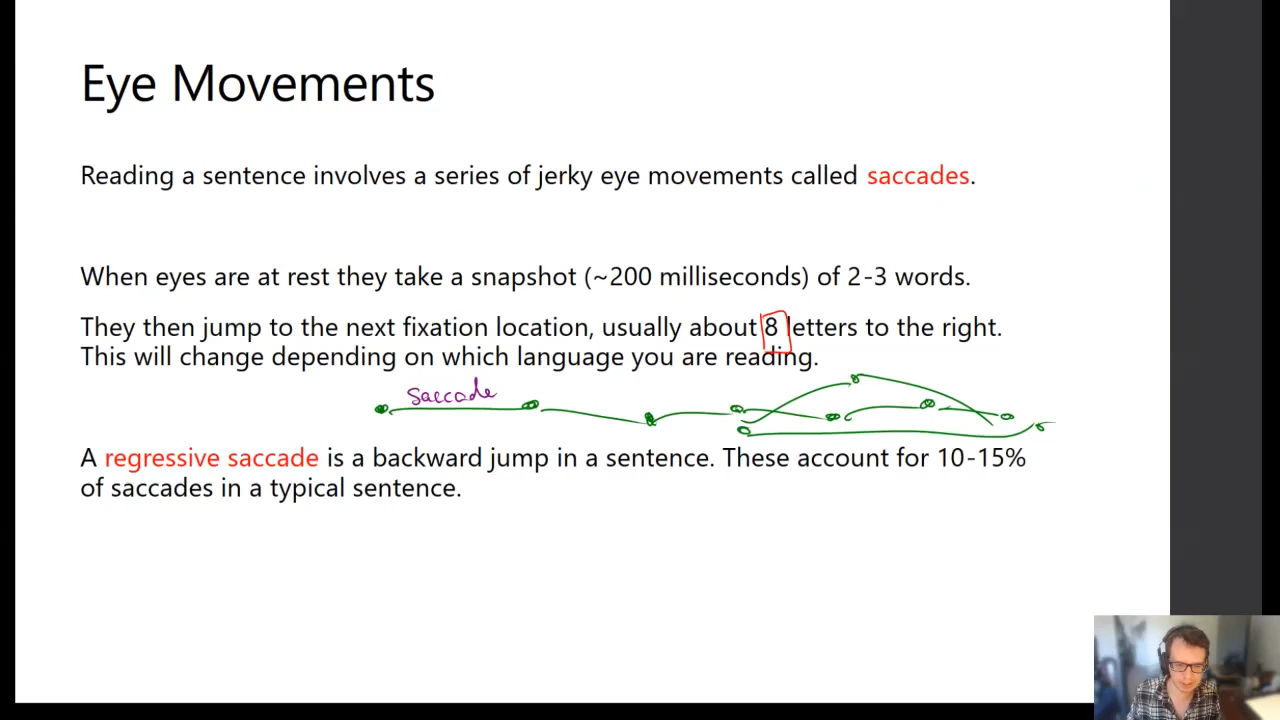 Eye Movements
Reading a sentence involves a series of jerky eye movements called saccades.
When eyes are at rest they take a snapshot (~200 milliseconds) of 2-3 words.
They then jump to the next fixation location, usually about 8 letters to the right.
This will change depending on which language you are reading.
saccade
A regressive saccade is a backward jump in a sentence. These account for 10-15%
of saccades in a typical sentence.